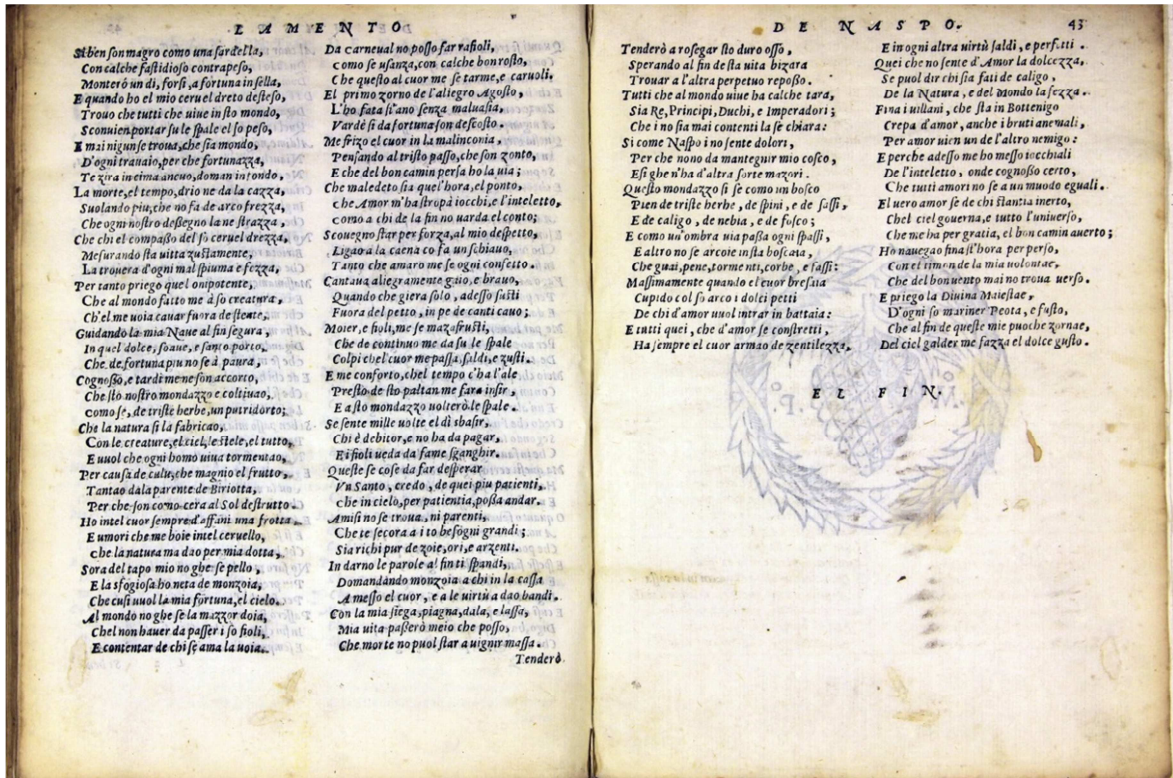 LAMENTO
Siben son magro como una sardella,
Con calche fastidioso contrapeso,
Monterò un dì, forsi, a fortuna in sella,
E quando ho el mio ceruel dreto desteso,
Trouo che tutti che uiue in sto mondo,
Sconuien portar su le spale el so peso,
E mai nigun se troua, che sia mondo,
D'ogni trauaio, per che fortunazza,
Te zira in cima ancuo, doman in fondo,
La morte, el tempo, drio ne da la cazza,
Suolando piu, che no fa de arco frezza,
Che ogni nostro deßegno la ne strazza,
Che chi el compaßo del so ceruel drezza,
Mesurando sta uitta zustamente,
La trouera d'ogni mal spiuma e fezza,
Per tanto priego quel onipotente,
Che al mondo fatto me à so creatura,
Ch'el me uoia cauar fuora de stente,
Guidando la mia Naue al fin segura,
In quel dolce, soaue, e santo porto,
Che de fortuna piu no se à paura,
Cognoßo, e tardi me ne son accorto,
Che sto nostro mondazzo e coltiuao,
Como se, de triste herbe, un putrid'orto;
Che la natura si la fabricao,
Con le creature, el ciel, le stele, el tutto,
E uuol che ogni homo uiua tormentao,
Per causa de culu, che magnio el frutto,
Tantao da la parente de Biriotta,
Per che son como cera al Sol destrutto.
Ho intel cuor sempre d'affani una frotta
E umori che me boie intel ceruello,
Che la natura ma dao per mia dotta,
Sora del tapo mio no ghe se pello,
E la sfogiosa ho neta de monzoia,
Che cusi uuol la mia fortuna, el cielo.
Al mondo no ghe se la mazzor doia,
Chel non hauer da passer i so fioli,
E contentar de chi se ama la uoia.
Da carneual no posso far rafioli,
Como se usanza, con calche bon rosto,
Che questo al cuor me se tarme, e caruoli.
El primo zorno de l'aliegro Agosto,
L'ho fata st'ano senza maluasia,
Vardè si da fortuna son descosto.
Me frizo el cuor in la malinconia,
Pensando al tristo passo, che son zonto,
E che del bon camin persa ho la uia;
Che maledeto sia quel'hora, el ponto,
Che Amor m'ha stropà i occhi, e l'inteletto,
Como a chi de la fin no uarda el conto;
Scouegno star per forza, al mio despetto,
Ligao a la caena co fa un schiauo,
Tanto che amaro me se ogni confetto.
Cantaua aliegramente gaio, e brauo,
Quando che giera solo, adesso susti
Fuora del petto, in pe de canti cauo;
Moier, e fioli, me se mazafrusti,
Che de continuo me da su le spale
Colpi chel cuor me passa, saldi, e zusti.
E me conforto, chel tempo c'ha l'ale
Presto de sto paltan me fara insir,
E a sto mondazzo uolterò le spale.
Se sente mille uolte el dì sbasir,
Chi è debitor, e no ha da pagar,
E i fioli ueda da fame sganghir.
Queste se cose da far desperar
Vn Santo, credo, de quei piu patienti,
Che in cielo, per patientia, poßa andar.
Amisi no se troua, ni parenti,
Che te secora a i to besogni grandi;
Sia richi pur de zoie, ori, e arzenti.
In darno le parole al fin ti spandi,
Domandando monzoia a chi in la cassa
A messo el cuor, e a le uirtù a dao bandi.
Con la mia siega, piagna, dala, e lassa,
Mia uita paßerò meio che posso,
Che morte no puol star a uignir massa.
Tenderò
DE NASPO.
43
Tenderò a rosegar sto duro osso,
Sperando al fin de sta uita bizara
Trouar a l'altra perpetuo reposso.
Tutti che al mondo uiue ha calche tara,
Sia Re, Principi, Duchi, e Imperadori;
Che i no sia mai contenti la se chiara:
Si come Naspo i no sente dolori,
Per che no no da mantegnir mio cosco,
E si ghe n'ha d'altra sorte mazori.
Questo mondazzo si se como un bosco
Pien de triste herbe, de spini, e de sassi,
E de caligo, de nebia, e de fosco;
E como un'ombra uia paßa ogni spassi,
E altro no se arcoie in sta boscata,
Che guai, pene, tormenti, corbe, e fassi:
Massimamente quando el cuor bresaia
Cupido col so arco i dolci petti
De chi d'amor uuol intrar in battaia:
E tutti quei, che d'amor se constretti,
Ha sempre el cuor armao de zentilezza,
E in ogni altra uirtù saldi, e perfetti.
Quei che no sente d'Amor la dolcezza,
Se puol dir chi sia fati de caligo,
De la Natura, e del Mondo la fezza.
Fina i uillani, che sta in Bottenigo
Crepa d'amor, anche i bruti anemali,
Per amor uien un de l'altro nemigo:
E perche adesso me ho messo i occhiali
De l'inteletto, onde cognoßo certo,
Che tutti amori no se a un muodo eguali.
El uero amor se de chi stantia inerto,
Chel ciel gouerna, e tutto l'uniuerso,
Che me ha per gratia, el bon camin auerto;
Ho nauegao fina st'hora per perso,
Con el timon de la mia uolontae,
Che del bon uento mai no troua uerso.
E priego la Diuina Maiestae,
D'ogni so mariner Peota, e fusto,
Che al fin de queste mie puoche zornae,
Del ciel galder me fazza el dolce gusto.
EL FIN.